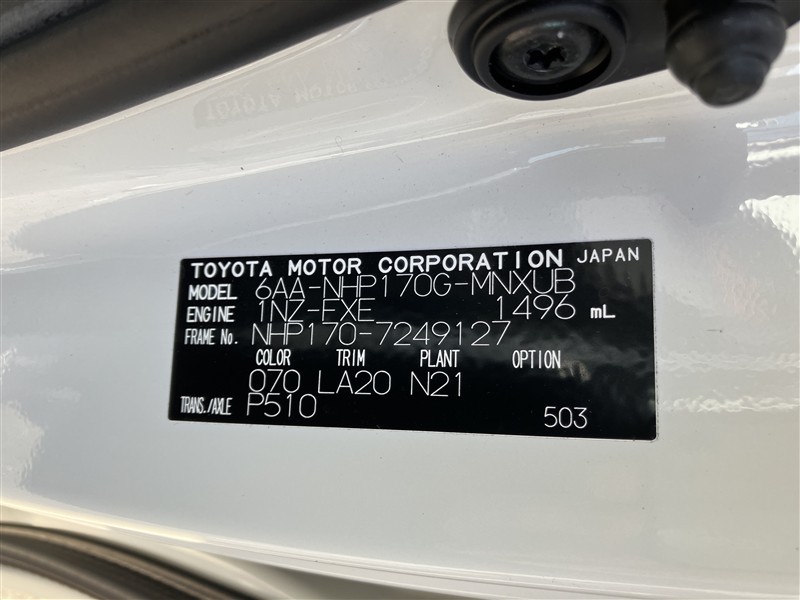 TOYOTA MOTOR CORPORATION JAPAN
MODEL 6AA-NHP170G-MNXUB
ENGINE 1NZ-FXE 1496 mL
FRAME No. NHP170-7249127
COLOR TRIM PLANT OPTION
070 LA20 N21
TRANS./AXLE P510 503